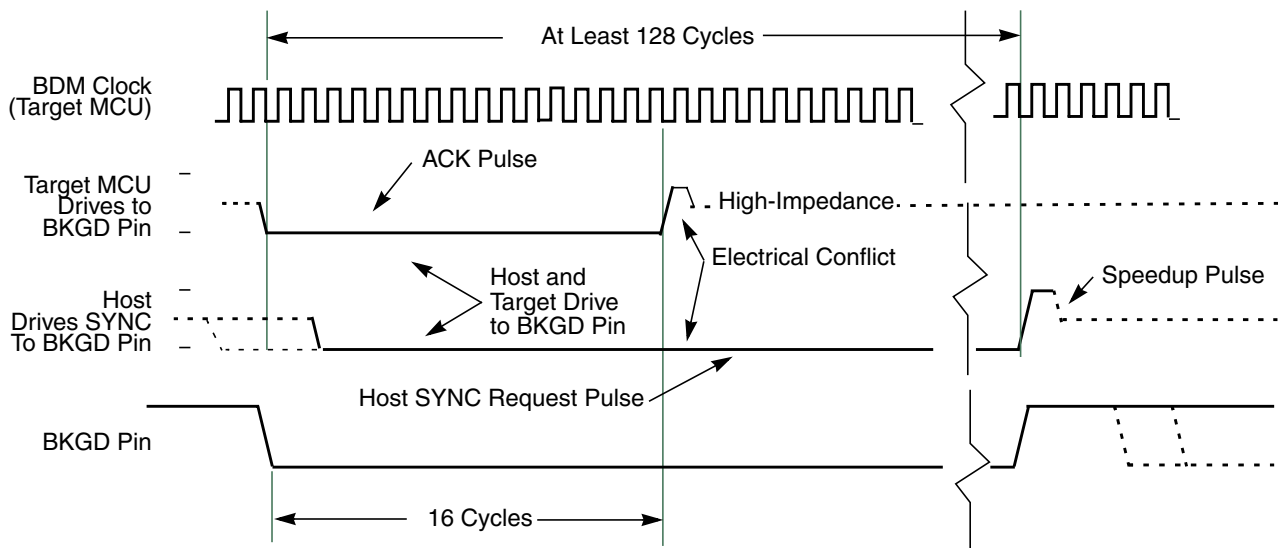 At Least 128 Cycles
BDM Clock
(Target MCU)
ACK Pulse
Target MCU
Drives to
BKGD Pin
High-Impedance
Electrical Conflict
Host and
Target Drive
to BKGD Pin
Speedup Pulse
Host
Drives SYNC
To BKGD Pin
Host SYNC Request Pulse
BKGD Pin
16 Cycles